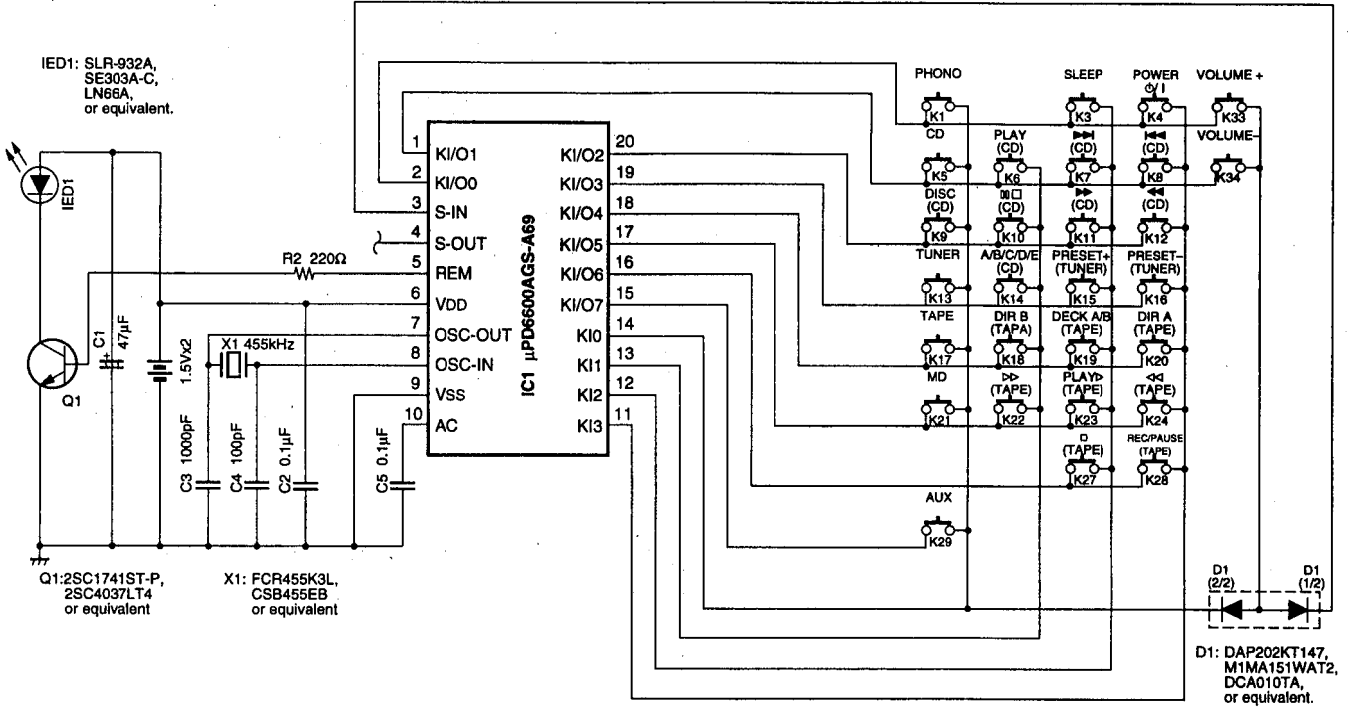 IED1: SLR-932A,
SE303A-C,
LN66A,
or equivalent.
IED1
Q1
C1
47µF
+
1.5Vx2
R2 220Ω
X1 455kHz
C3 1000pF
C4 100pF
C2 0.1µF
C5 0.1µF
Q1:2SC1741ST-P,
2SC4037LT4
or equivalent
X1: FCR455K3L,
CSB455EB
or equivalent
IC1 µPD6600AGS-A69
1 KI/O1
2 KI/O0
3 S-IN
4 S-OUT
5 REM
6 VDD
7 OSC-OUT
8 OSC-IN
9 VSS
10 AC
KI/O2 20
KI/O3 19
KI/O4 18
KI/O5 17
KI/O6 16
KI/O7 15
KI0 14
KI1 13
KI2 12
KI3 11
PHONO SLEEP POWER VOLUME +
/ I
K1 K3 K4 K33
CD PLAY VOLUME-
(CD) (CD) (CD)
K5 K6 K7 K8 K34
DISC
(CD) (CD) (CD) (CD)
K9 K10 K11 K12
TUNER A/B/C/D/E PRESET+ PRESET-
(CD) (TUNER) (TUNER)
K13 K14 K15 K16
TAPE DIR B DECK A/B DIR A
(TAPA) (TAPE) (TAPE)
K17 K18 K19 K20
MD PLAY
(TAPE) (TAPE) (TAPE)
K21 K22 K23 K24
REC/PAUSE
(TAPE) (TAPE)
K27 K28
AUX
K29
D1
(2/2)
D1
(1/2)
D1: DAP202KT147,
M1MA151WAT2,
DCA010TA,
or equivalent.